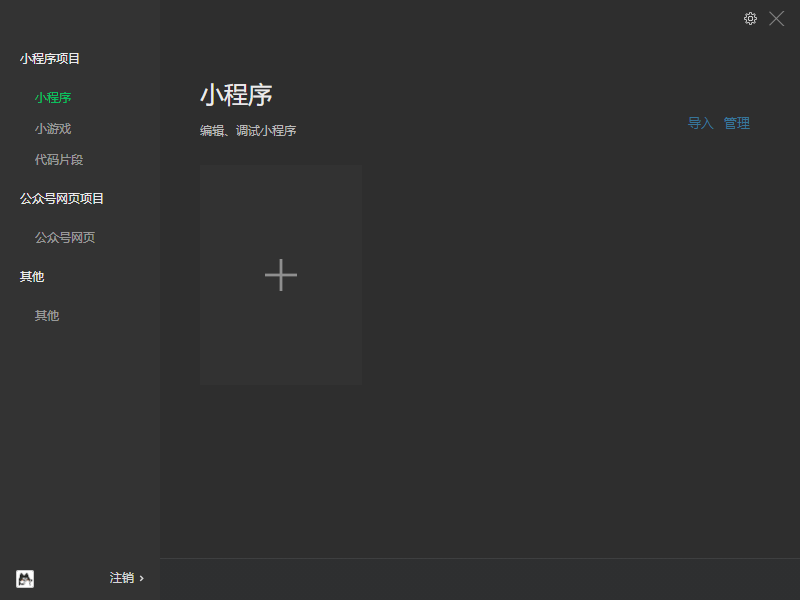 小程序项目
小程序
小游戏
代码片段
公众号网页项目
公众号网页
其他
其他
注销 ›
小程序
编辑、调试小程序
导入 管理